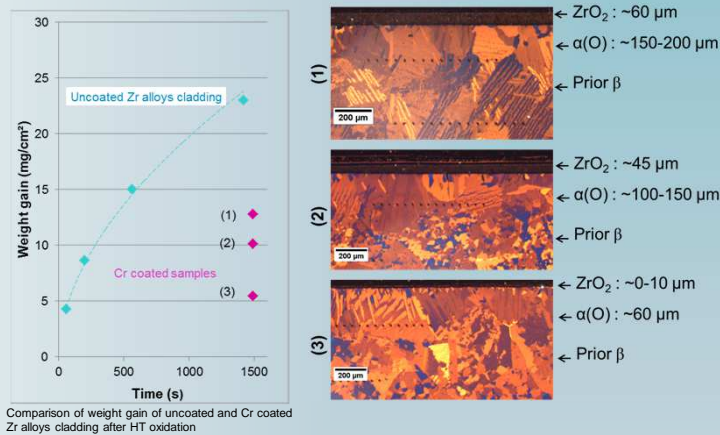 30
25
20
15
10
5
0
Weight gain (mg/cm²)
Uncoated Zr alloys cladding
(1)
(2)
Cr coated samples
(3)
0
500
1000
1500
Time (s)
Comparison of weight gain of uncoated and Cr coated
Zr alloys cladding after HT oxidation
(1)
200 µm
ZrO₂ : ~60 µm
α(O) : ~150-200 µm
Prior β
(2)
200 µm
ZrO₂ : ~45 µm
α(O) : ~100-150 µm
Prior β
(3)
200 µm
ZrO₂ : ~0-10 µm
α(O) : ~60 µm
Prior β